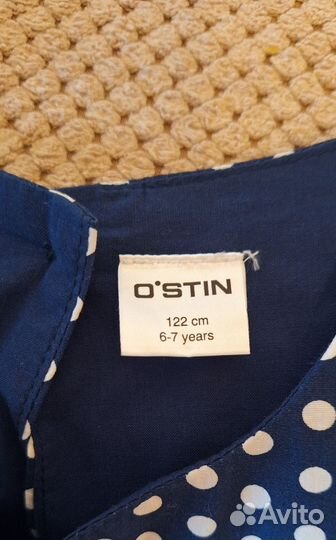 O'STIN
122 cm
6-7 years
Avito